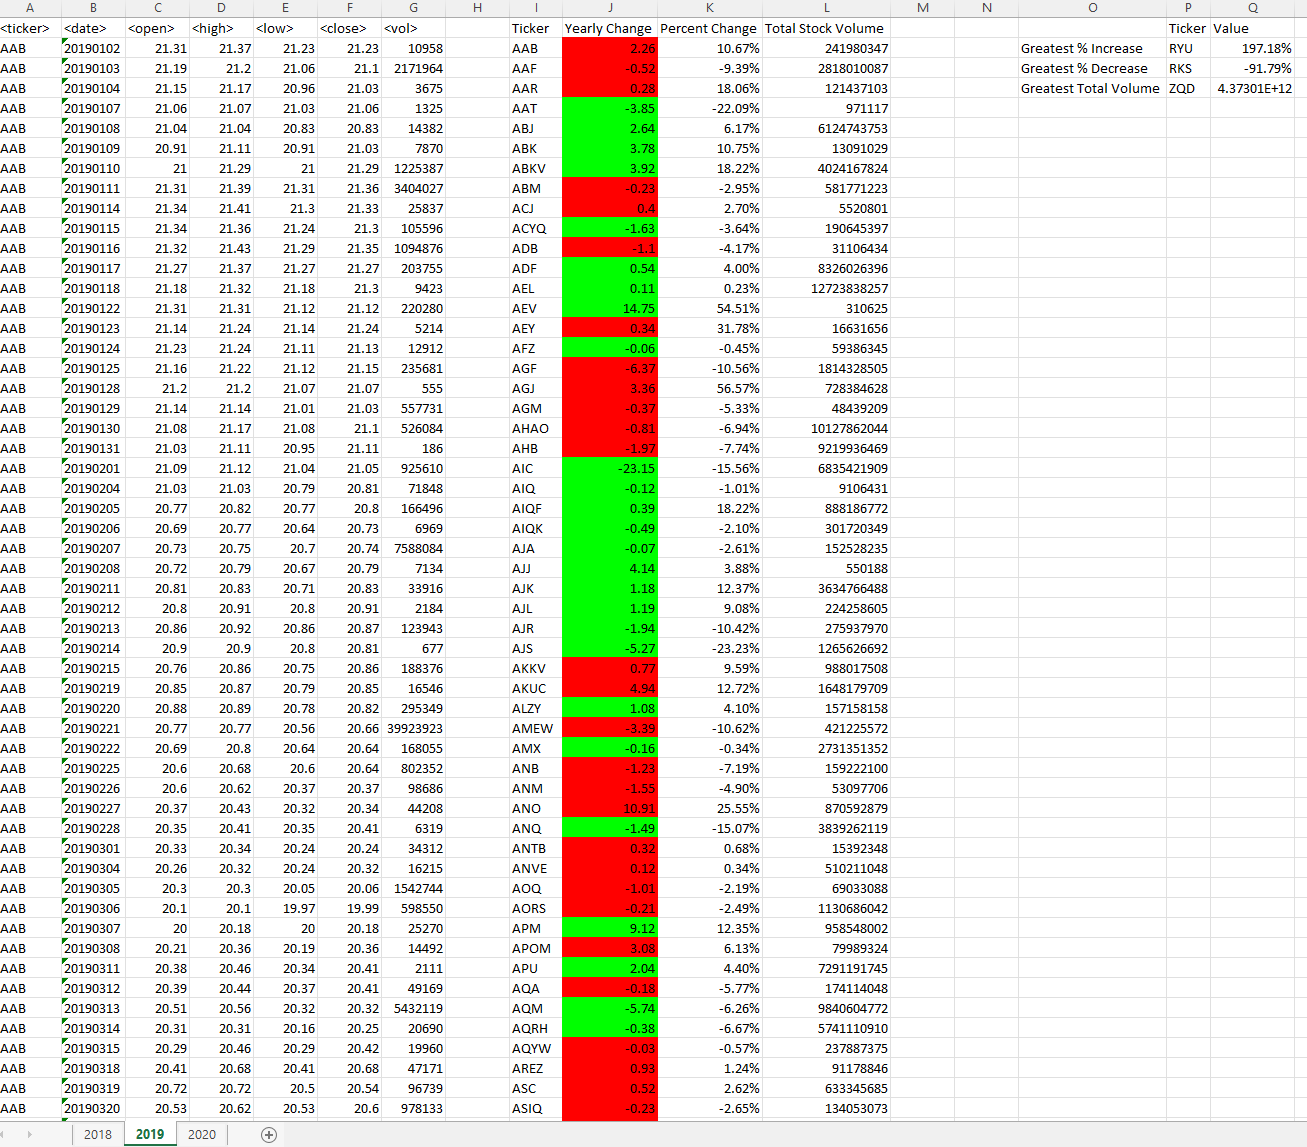 A B C D E F G H I J K L M N O P Q
<ticker> <date> <open> <high> <low> <close> <vol> Ticker Yearly Change Percent Change Total Stock Volume Ticker Value
AAB 20190102 21.31 21.37 21.23 21.23 10958 AAB 2.26 10.67% 241980347 Greatest % Increase RYU 197.18%
AAB 20190103 21.19 21.2 21.06 21.1 2171964 AAF -0.52 -9.39% 2818010087 Greatest % Decrease RKS -91.79%
AAB 20190104 21.15 21.17 20.96 21.03 3675 AAR 0.28 18.06% 121437103 Greatest Total Volume ZQD 4.37301E+12
AAB 20190107 21.06 21.07 21.03 21.06 1325 AAT -3.85 -22.09% 971117
AAB 20190108 21.04 21.04 20.83 20.83 14382 ABJ 2.64 6.17% 6124743753
AAB 20190109 20.91 21.11 20.91 21.03 7870 ABK 3.78 10.75% 13091029
AAB 20190110 21 21.29 21 21.29 1225387 ABKV 3.92 18.22% 4024167824
AAB 20190111 21.31 21.39 21.31 21.36 3404027 ABM -0.23 -2.95% 581771223
AAB 20190114 21.34 21.41 21.3 21.33 25837 ACJ 0.4 2.70% 5520801
AAB 20190115 21.34 21.36 21.24 21.3 105596 ACYQ -1.63 -3.64% 190645397
AAB 20190116 21.32 21.43 21.29 21.35 1094876 ADB -1.1 -4.17% 31106434
AAB 20190117 21.27 21.37 21.27 21.27 203755 ADF 0.54 4.00% 8326026396
AAB 20190118 21.18 21.32 21.18 21.3 9423 AEL 0.11 0.23% 12723838257
AAB 20190122 21.31 21.31 21.12 21.12 220280 AEV 14.75 54.51% 310625
AAB 20190123 21.14 21.24 21.14 21.24 5214 AEY 0.34 31.78% 16631656
AAB 20190124 21.23 21.24 21.11 21.13 12912 AFZ -0.06 -0.45% 59386345
AAB 20190125 21.16 21.22 21.12 21.15 235681 AGF -6.37 -10.56% 1814328505
AAB 20190128 21.2 21.2 21.07 21.07 555 AGJ 3.36 56.57% 728384628
AAB 20190129 21.14 21.14 21.01 21.03 557731 AGM -0.37 -5.33% 48439209
AAB 20190130 21.08 21.17 21.08 21.1 526084 AHAO -0.81 -6.94% 10127862044
AAB 20190131 21.03 21.11 20.95 21.11 186 AHB -1.97 -7.74% 9219936469
AAB 20190201 21.09 21.12 21.04 21.05 925610 AIC -23.15 -15.56% 6835421909
AAB 20190204 21.03 21.03 20.79 20.81 71848 AIQ -0.12 -1.01% 9106431
AAB 20190205 20.77 20.82 20.77 20.8 166496 AIQF 0.39 18.22% 888186772
AAB 20190206 20.69 20.77 20.64 20.73 6969 AIQK -0.49 -2.10% 301720349
AAB 20190207 20.73 20.75 20.7 20.74 7588084 AJA -0.07 -2.61% 152528235
AAB 20190208 20.72 20.79 20.67 20.79 7134 AJJ 4.14 3.88% 550188
AAB 20190211 20.81 20.83 20.71 20.83 33916 AJK 1.18 12.37% 3634766488
AAB 20190212 20.8 20.91 20.8 20.91 2184 AJL 1.19 9.08% 224258605
AAB 20190213 20.86 20.92 20.86 20.87 123943 AJR -1.94 -10.42% 275937970
AAB 20190214 20.9 20.9 20.8 20.81 677 AJS -5.27 -23.23% 1265626692
AAB 20190215 20.76 20.86 20.75 20.86 188376 AKKV 0.77 9.59% 988017508
AAB 20190219 20.85 20.87 20.79 20.85 16546 AKUC 4.94 12.72% 1648179709
AAB 20190220 20.88 20.89 20.78 20.82 295349 ALZY 1.08 4.10% 157158158
AAB 20190221 20.77 20.77 20.56 20.66 39923923 AMEW -3.39 -10.62% 421225572
AAB 20190222 20.69 20.8 20.64 20.64 168055 AMX -0.16 -0.34% 2731351352
AAB 20190225 20.6 20.68 20.6 20.64 802352 ANB -1.23 -7.19% 159222100
AAB 20190226 20.6 20.62 20.37 20.37 98686 ANM -1.55 -4.90% 53097706
AAB 20190227 20.37 20.43 20.32 20.34 44208 ANO 10.91 25.55% 870592879
AAB 20190228 20.35 20.41 20.35 20.41 6319 ANQ -1.49 -15.07% 3839262119
AAB 20190301 20.33 20.34 20.24 20.24 34312 ANTB 0.32 0.68% 15392348
AAB 20190304 20.26 20.32 20.24 20.32 16215 ANVE 0.12 0.34% 510211048
AAB 20190305 20.3 20.3 20.05 20.06 1542744 AOQ -1.01 -2.19% 69033088
AAB 20190306 20.1 20.1 19.97 19.99 598550 AORS -0.21 -2.49% 1130686042
AAB 20190307 20 20.18 20 20.18 25270 APM 9.12 12.35% 958548002
AAB 20190308 20.21 20.36 20.19 20.36 14492 APOM 3.08 6.13% 79989324
AAB 20190311 20.38 20.46 20.34 20.41 2111 APU 2.04 4.40% 7291191745
AAB 20190312 20.39 20.44 20.37 20.41 49169 AQA -0.18 -5.77% 174114048
AAB 20190313 20.51 20.56 20.32 20.32 5432119 AQM -5.74 -6.26% 9840604772
AAB 20190314 20.31 20.31 20.16 20.25 20690 AQRH -0.38 -6.67% 5741110910
AAB 20190315 20.29 20.46 20.29 20.42 19960 AQYW -0.03 -0.57% 237887375
AAB 20190318 20.41 20.68 20.41 20.68 47171 AREZ 0.93 1.24% 91178846
AAB 20190319 20.72 20.72 20.5 20.54 96739 ASC 0.52 2.62% 633345685
AAB 20190320 20.53 20.62 20.53 20.6 978133 ASIQ -0.23 -2.65% 134053073
2018 2019 2020